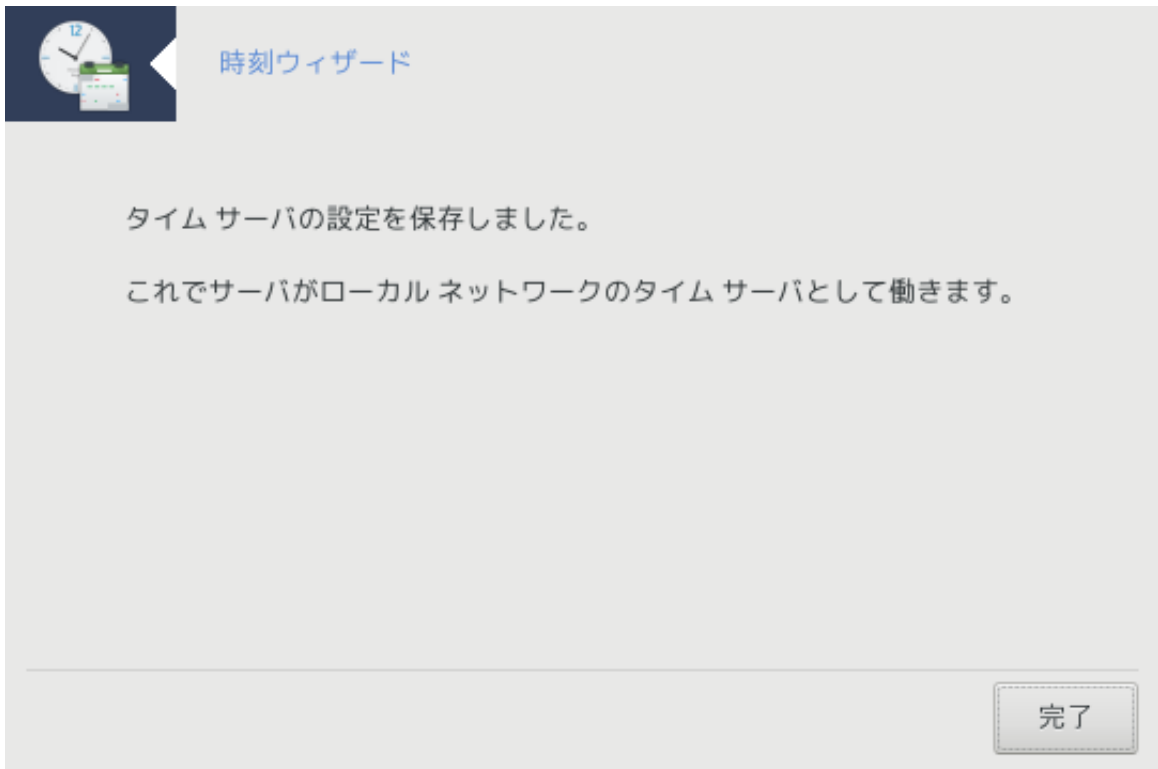 12
時刻ウィザード
タイム サーバの設定を保存しました。
これでサーバがローカル ネットワークのタイム サーバとして働きます。
完了